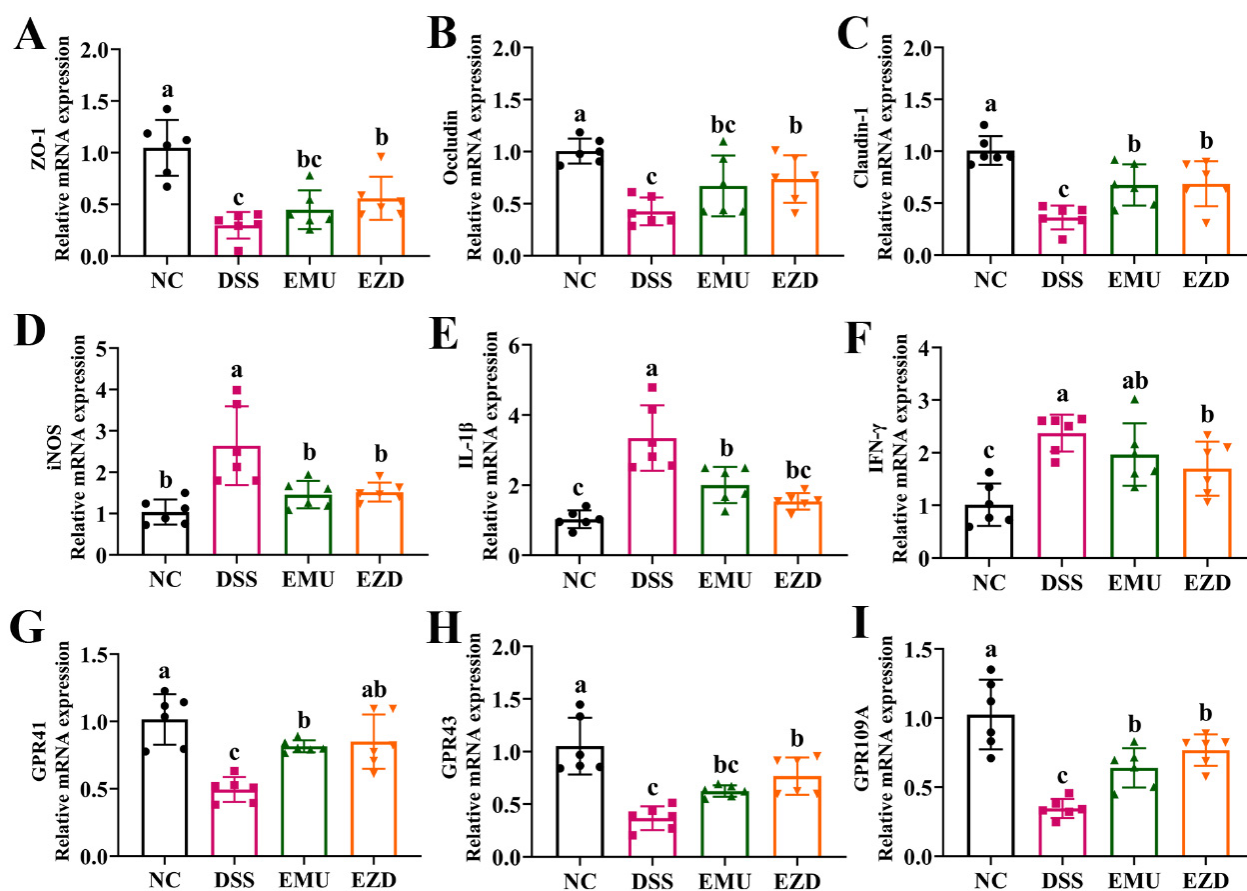 A
ZO-1
Relative mRNA expression
2.0
1.5
1.0
0.5
0.0
a
c
bc
b
NC DSS EMU EZD
B
Occludin
Relative mRNA expression
2.0
1.5
1.0
0.5
0.0
a
c
bc
b
NC DSS EMU EZD
C
Claudin-1
Relative mRNA expression
2.0
1.5
1.0
0.5
0.0
a
c
b
b
NC DSS EMU EZD
D
iNOS
Relative mRNA expression
5
4
3
2
1
0
b
a
b
b
NC DSS EMU EZD
E
IL-1β
Relative mRNA expression
6
4
2
0
c
a
b
bc
NC DSS EMU EZD
F
IFN-γ
Relative mRNA expression
4
3
2
1
0
c
a
ab
b
NC DSS EMU EZD
G
GPR41
Relative mRNA expression
1.5
1.0
0.5
0.0
a
c
b
ab
NC DSS EMU EZD
H
GPR43
Relative mRNA expression
2.0
1.5
1.0
0.5
0.0
a
c
bc
b
NC DSS EMU EZD
I
GPR109A
Relative mRNA expression
1.5
1.0
0.5
0.0
a
c
b
b
NC DSS EMU EZD